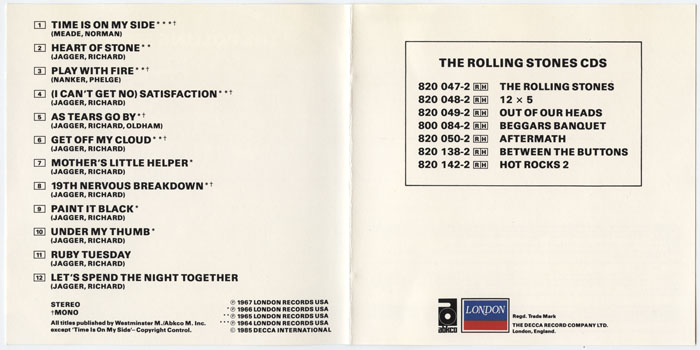 1 TIME IS ON MY SIDE***†
(MEADE, NORMAN)
2 HEART OF STONE**
(JAGGER, RICHARD)
3 PLAY WITH FIRE**†
(NANKER, PHELGE)
4 (I CAN'T GET NO) SATISFACTION**†
(JAGGER, RICHARD)
5 AS TEARS GO BY*†
(JAGGER, RICHARD, OLDHAM)
6 GET OFF MY CLOUD**†
(JAGGER, RICHARD)
7 MOTHER'S LITTLE HELPER*
(JAGGER, RICHARD)
8 19TH NERVOUS BREAKDOWN*†
(JAGGER, RICHARD)
9 PAINT IT BLACK*
(JAGGER, RICHARD)
10 UNDER MY THUMB*
(JAGGER, RICHARD)
11 RUBY TUESDAY
(JAGGER, RICHARD)
12 LET'S SPEND THE NIGHT TOGETHER
(JAGGER, RICHARD)
STEREO
†MONO
All titles published by Westminster M./Abkco M. Inc.
except 'Time Is On My Side'- Copyright Control.
℗ 1967 LONDON RECORDS USA
*℗ 1966 LONDON RECORDS USA
**℗ 1965 LONDON RECORDS USA
***℗ 1964 LONDON RECORDS USA
© 1985 DECCA INTERNATIONAL
THE ROLLING STONES CDS
820 047-2 RH THE ROLLING STONES
820 048-2 RH 12 × 5
820 049-2 RH OUT OF OUR HEADS
800 084-2 RH BEGGARS BANQUET
820 050-2 RH AFTERMATH
820 138-2 RH BETWEEN THE BUTTONS
820 142-2 RH HOT ROCKS 2
abkco
LONDON
Regd. Trade Mark
THE DECCA RECORD COMPANY LTD.
London, England.